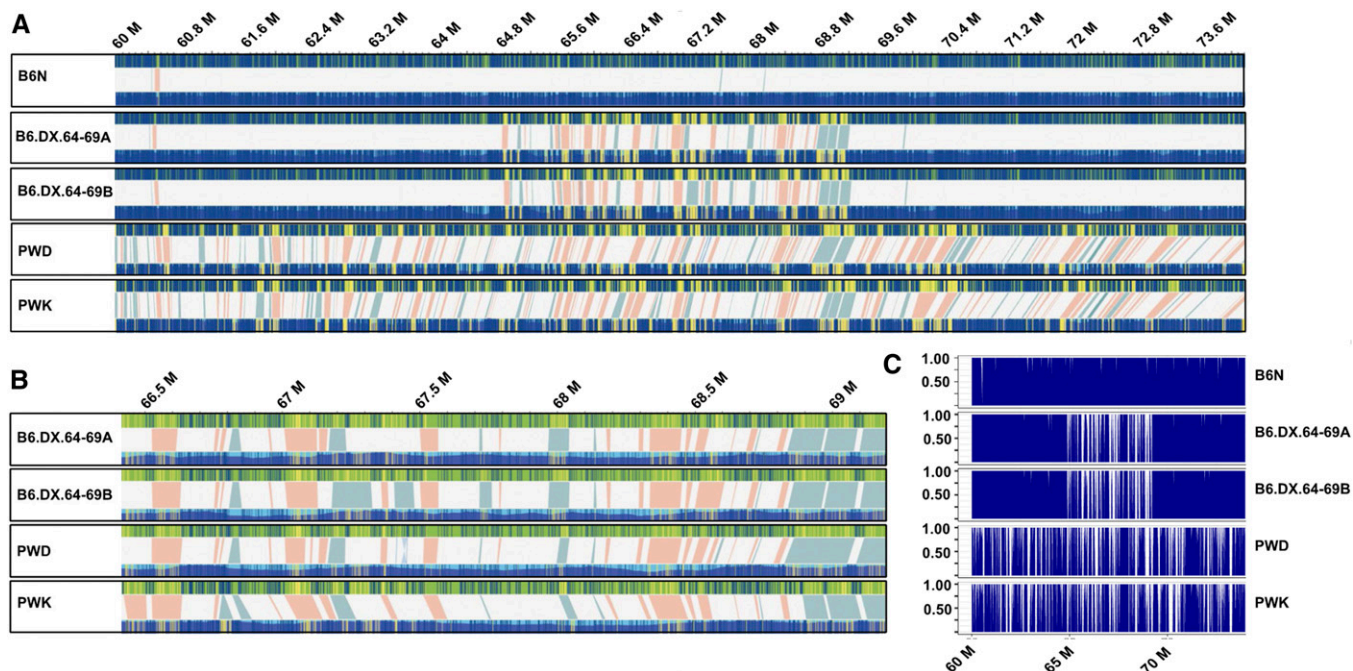 A
60 M 60.8 M 61.6 M 62.4 M 63.2 M 64 M 64.8 M 65.6 M 66.4 M 67.2 M 68 M 68.8 M 69.6 M 70.4 M 71.2 M 72 M 72.8 M 73.6 M
B6N
B6.DX.64-69A
B6.DX.64-69B
PWD
PWK
B
66.5 M 67 M 67.5 M 68 M 68.5 M 69 M
B6.DX.64-69A
B6.DX.64-69B
PWD
PWK
C
1.00
0.50
B6N
1.00
0.50
B6.DX.64-69A
1.00
0.50
B6.DX.64-69B
1.00
0.50
PWD
1.00
0.50
PWK
60 M 65 M 70 M